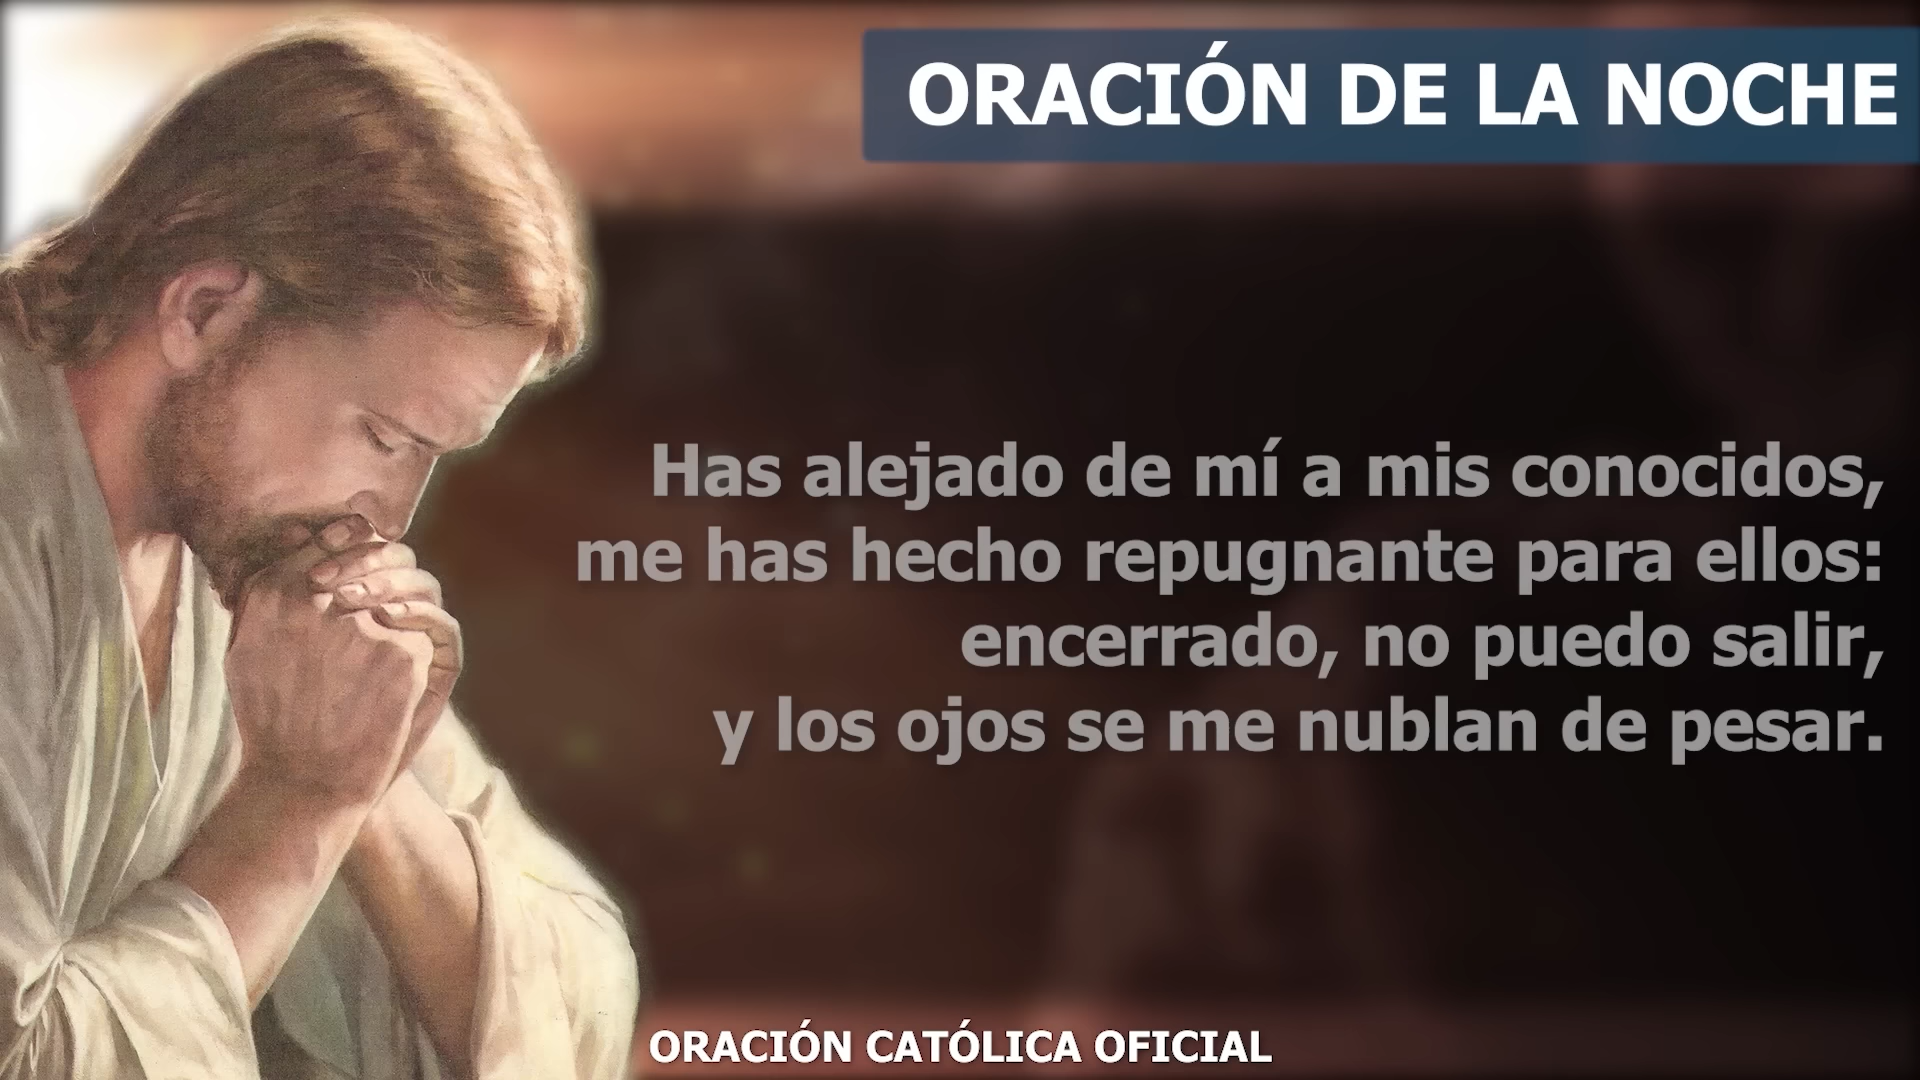 ORACIÓN DE LA NOCHE
Has alejado de mí a mis conocidos,
me has hecho repugnante para ellos:
encerrado, no puedo salir,
y los ojos se me nublan de pesar.
ORACIÓN CATÓLICA OFICIAL